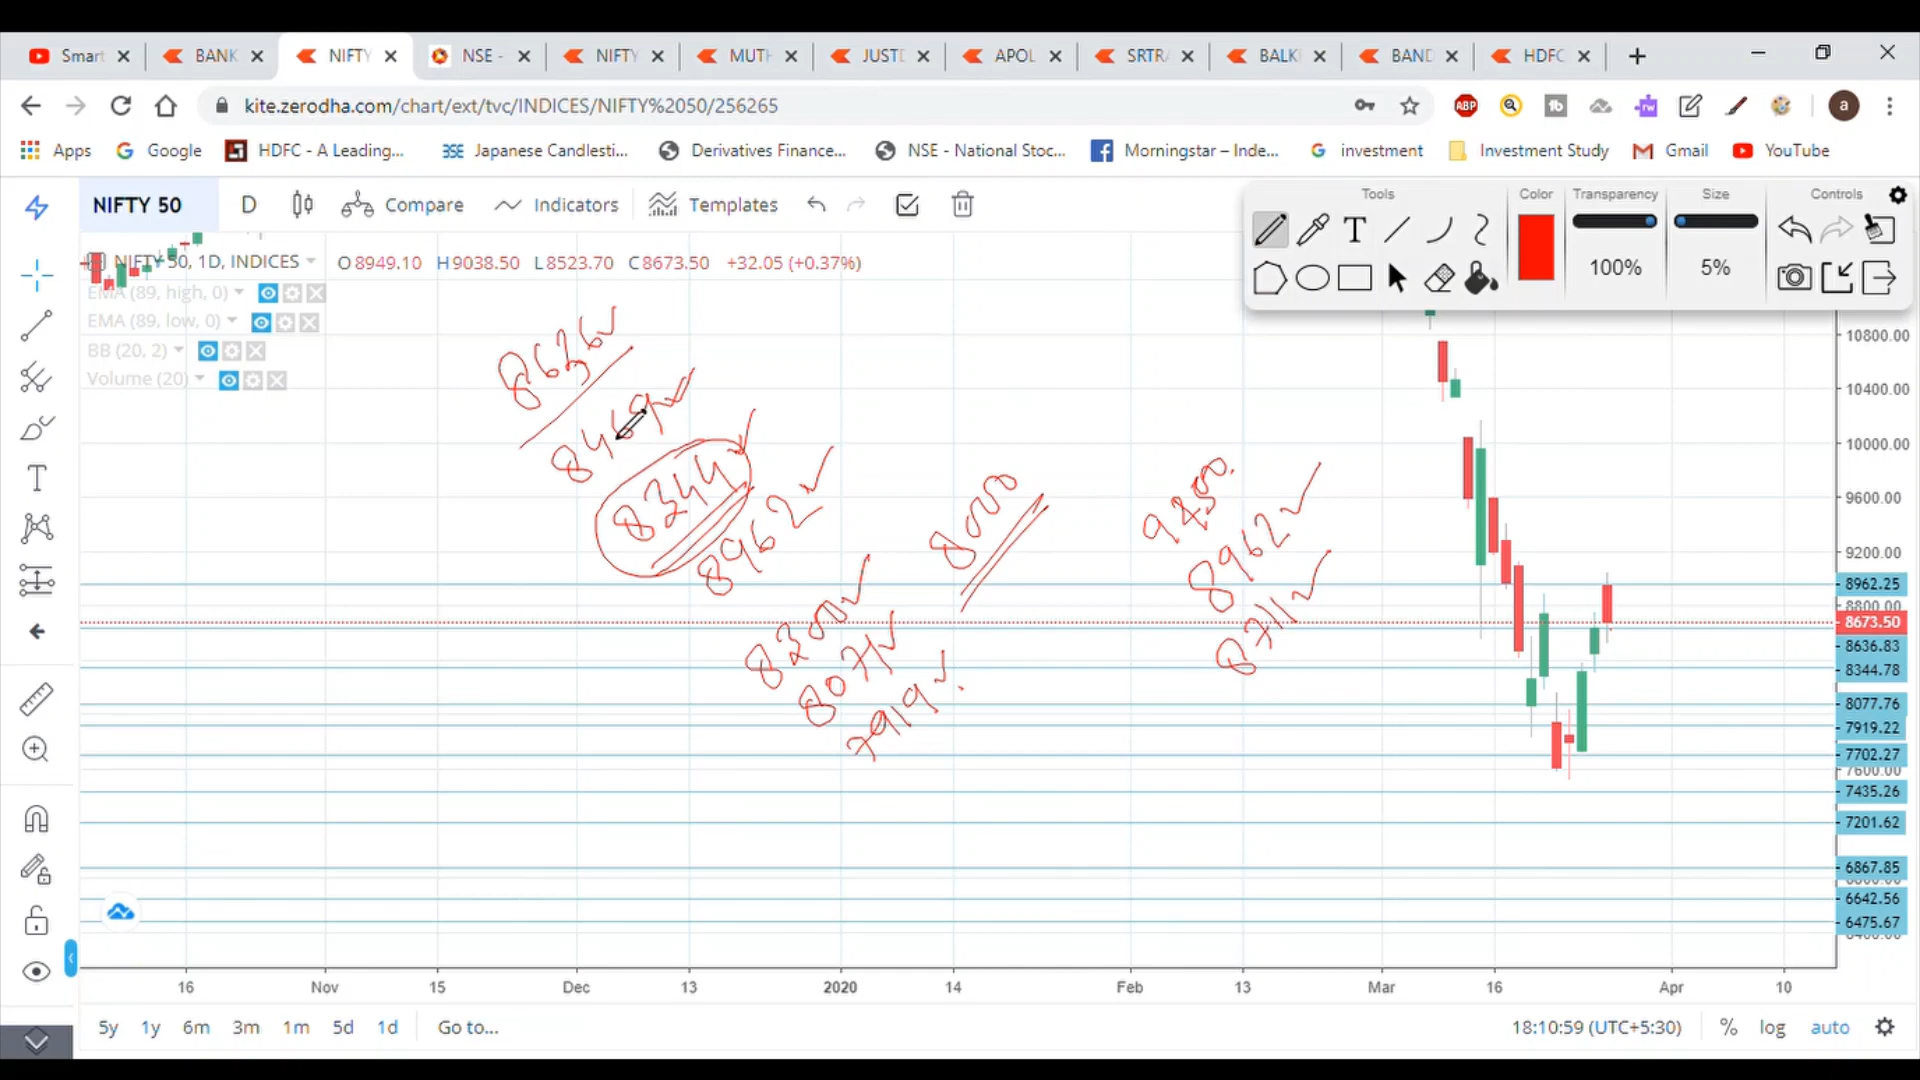 Smart
BANK
NIFTY
NSE -
NIFTY
MUTH
JUSTD
APOL
SRTRA
BALKI
BAND
HDFC
kite.zerodha.com/chart/ext/tvc/INDICES/NIFTY%2050/256265
ABP
fb
rw
a
Apps
Google
HDFC - A Leading...
Japanese Candlesti...
Derivatives Finance...
NSE - National Stoc...
Morningstar – Inde...
investment
Investment Study
Gmail
YouTube
NIFTY 50
D
Compare
Indicators
Templates
Tools
Color
Transparency
Size
Controls
100%
5%
NIFTY 50, 1D, INDICES
O8949.10 H9038.50 L8523.70 C8673.50 +32.05 (+0.37%)
EMA (89, high, 0)
EMA (89, low, 0)
BB (20, 2)
Volume (20)
8636
8469
8344
8962
8200
8071
7919
8000
8962
8711
10800.00
10400.00
10000.00
9600.00
9200.00
8962.25
8800.00
8673.50
8636.83
8344.78
8077.76
7919.22
7702.27
7600.00
7435.26
7201.62
6867.85
6642.56
6475.67
16
Nov
15
Dec
13
2020
14
Feb
13
Mar
16
Apr
10
5y 1y 6m 3m 1m 5d 1d Go to...
18:10:59 (UTC+5:30) % log auto